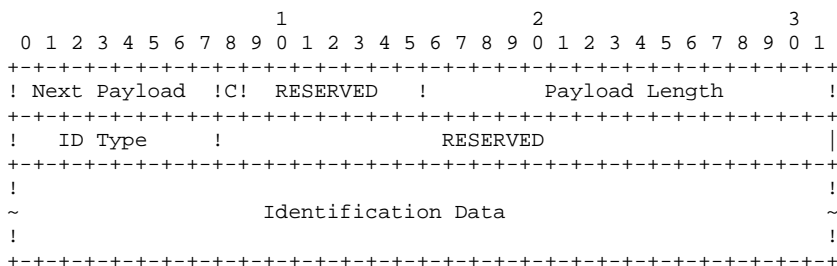 1                   2                   3
 0 1 2 3 4 5 6 7 8 9 0 1 2 3 4 5 6 7 8 9 0 1 2 3 4 5 6 7 8 9 0 1
+-+-+-+-+-+-+-+-+-+-+-+-+-+-+-+-+-+-+-+-+-+-+-+-+-+-+-+-+-+-+-+-+
! Next Payload  !C!  RESERVED   !         Payload Length        !
+-+-+-+-+-+-+-+-+-+-+-+-+-+-+-+-+-+-+-+-+-+-+-+-+-+-+-+-+-+-+-+-+
!   ID Type     !                 RESERVED                      |
+-+-+-+-+-+-+-+-+-+-+-+-+-+-+-+-+-+-+-+-+-+-+-+-+-+-+-+-+-+-+-+-+
!                                                               !
~                   Identification Data                         ~
!                                                               !
+-+-+-+-+-+-+-+-+-+-+-+-+-+-+-+-+-+-+-+-+-+-+-+-+-+-+-+-+-+-+-+-+